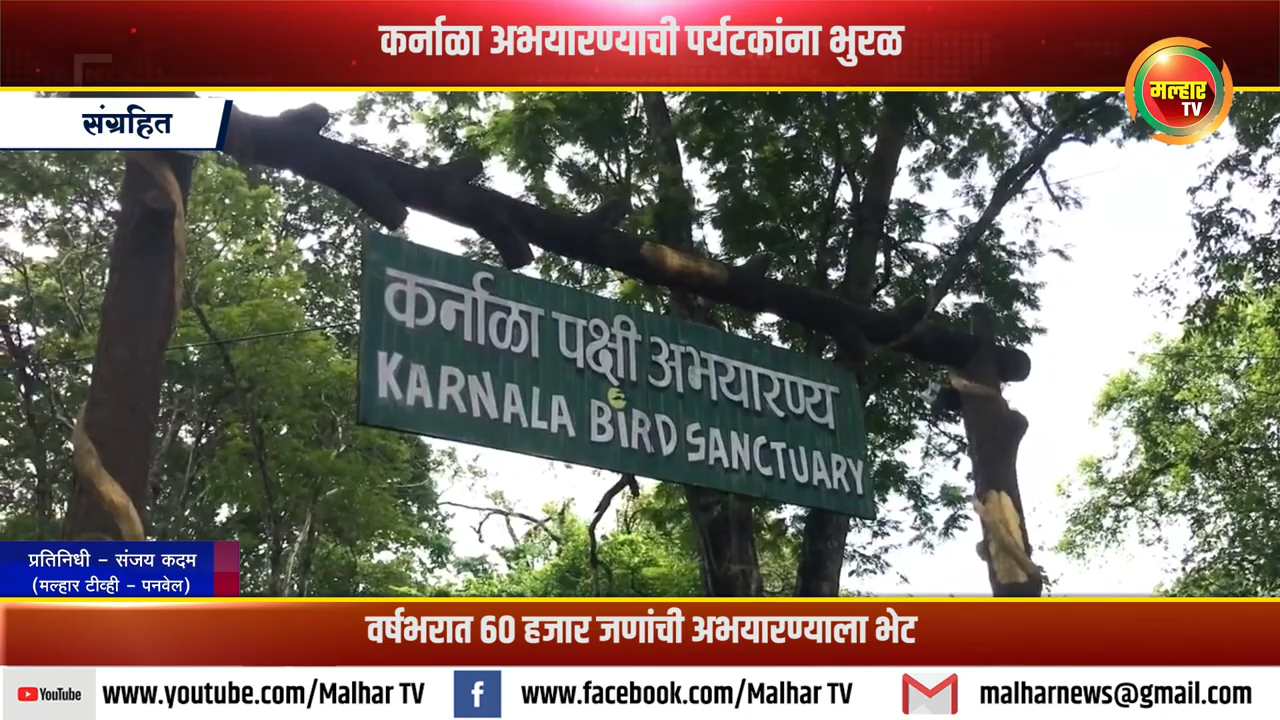 कर्नाळा अभयारण्याची पर्यटकांना भुरळ
मल्हार
TV
संग्रहित
कर्नाळा पक्षी अभयारण्य
KARNALA BIRD SANCTUARY
प्रतिनिधी – संजय कदम
(मल्हार टीव्ही – पनवेल)
वर्षभरात 60 हजार जणांची अभयारण्याला भेट
YouTube www.youtube.com/Malhar TV f www.facebook.com/Malhar TV malharnews@gmail.com